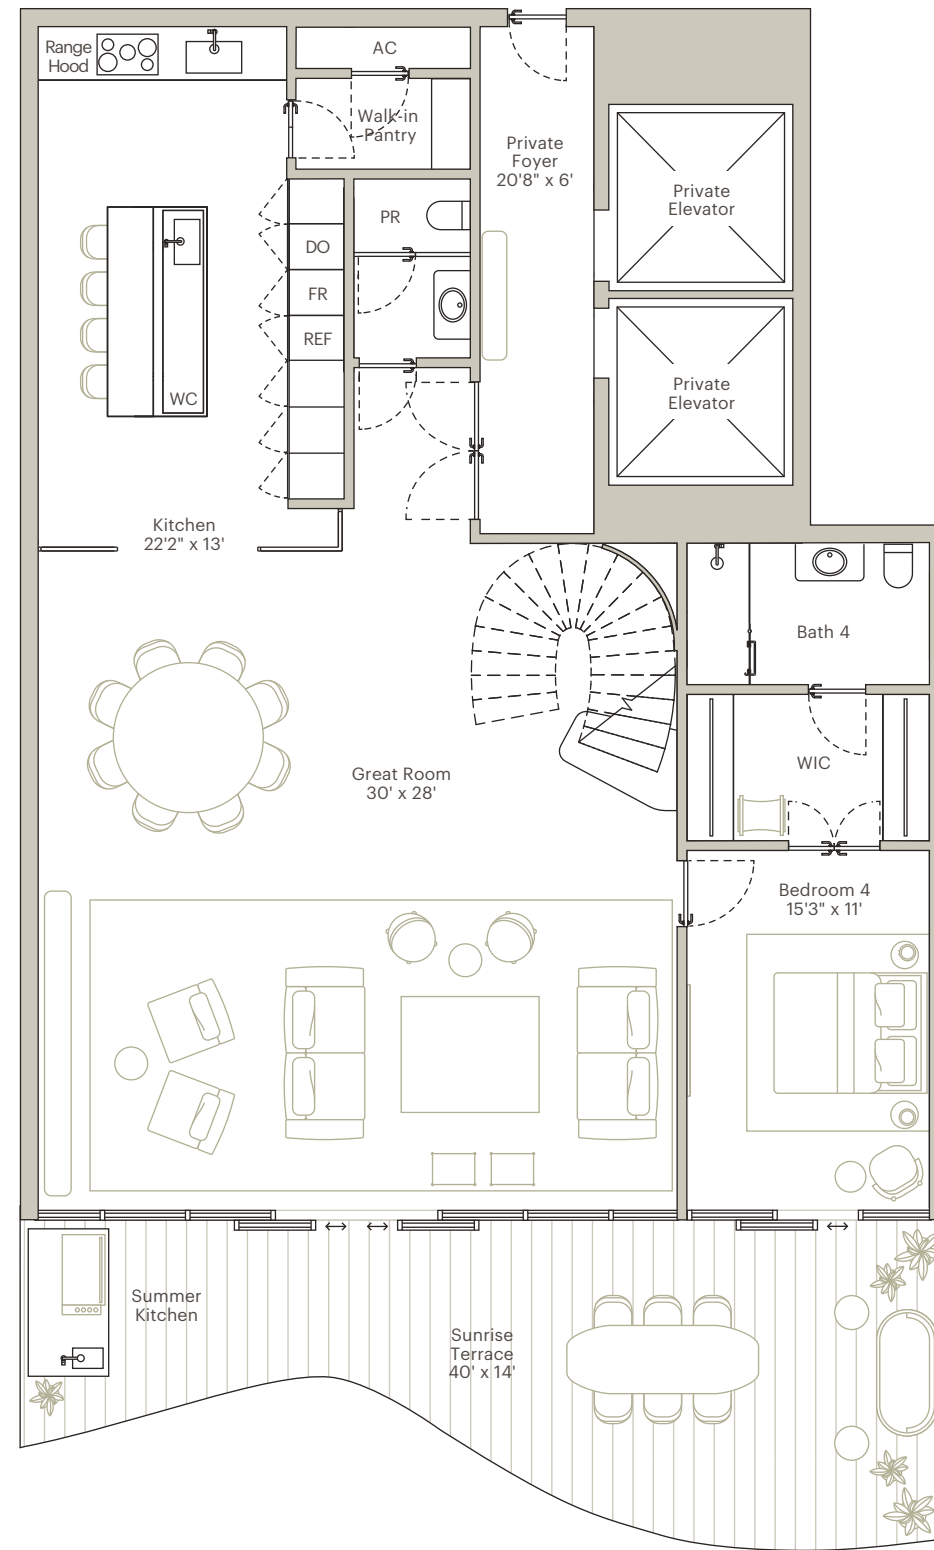 Range
Hood
AC
Walk-in
Pantry
Private
Foyer
20'8" x 6'
Private
Elevator
PR
DO
FR
REF
WC
Private
Elevator
Kitchen
22'2" x 13'
Bath 4
WIC
Great Room
30' x 28'
Bedroom 4
15'3" x 11'
Summer
Kitchen
Sunrise
Terrace
40' x 14'